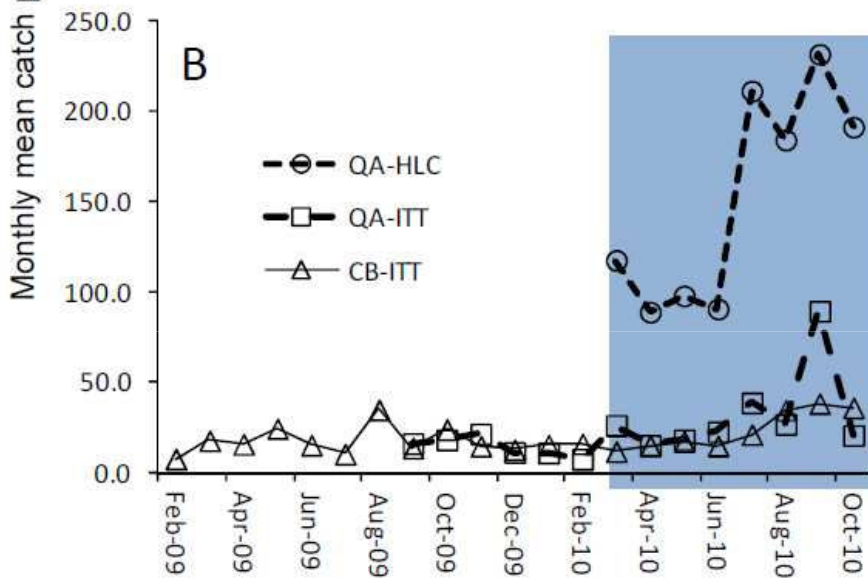 Monthly mean catch
B
250.0
200.0
150.0
100.0
50.0
0.0
QA-HLC
QA-ITT
CB-ITT
Feb-09
Apr-09
Jun-09
Aug-09
Oct-09
Dec-09
Feb-10
Apr-10
Jun-10
Aug-10
Oct-10